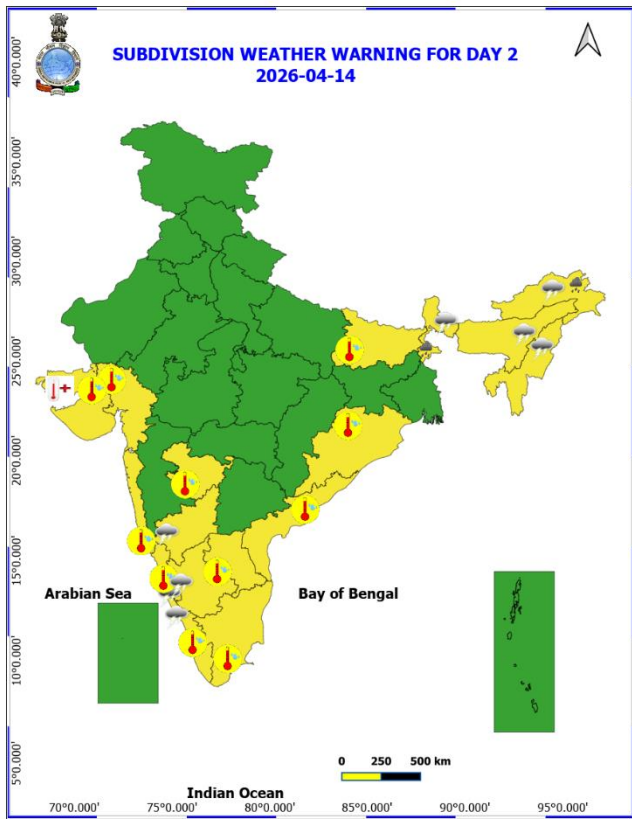 SUBDIVISION WEATHER WARNING FOR DAY 2
2026-04-14
40°0.000'
35°0.000'
30°0.000'
25°0.000'
20°0.000'
15°0.000'
10°0.000'
5°0.000'
Arabian Sea
Bay of Bengal
0 250 500 km
Indian Ocean
70°0.000' 75°0.000' 80°0.000' 85°0.000' 90°0.000' 95°0.000'